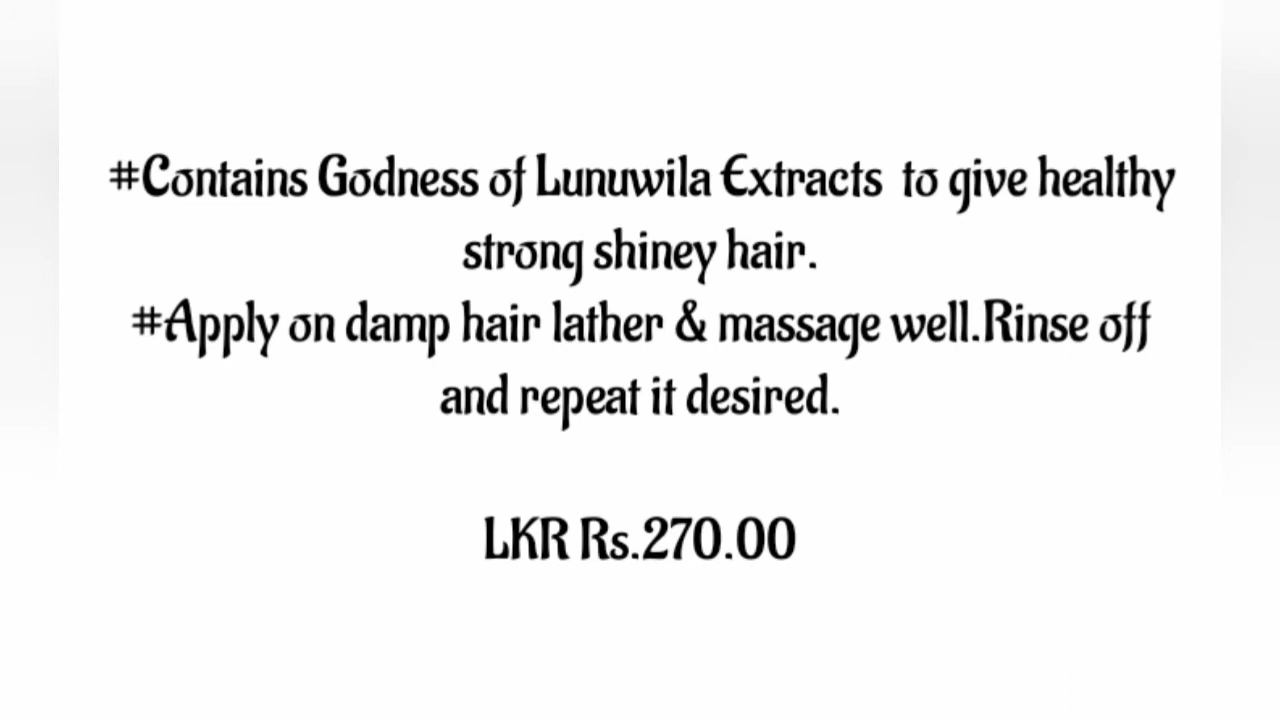 #Contains Godness of Lunuwila Extracts to give healthy
strong shiney hair.
#Apply on damp hair lather & massage well.Rinse off
and repeat it desired.
LKR Rs.270.00